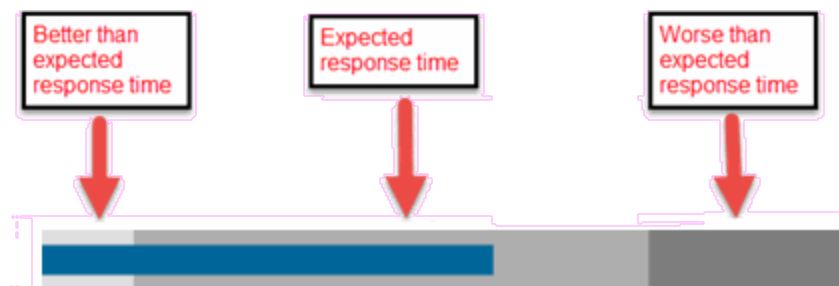 Better than
expected
response time
Expected
response time
Worse than
expected
response time